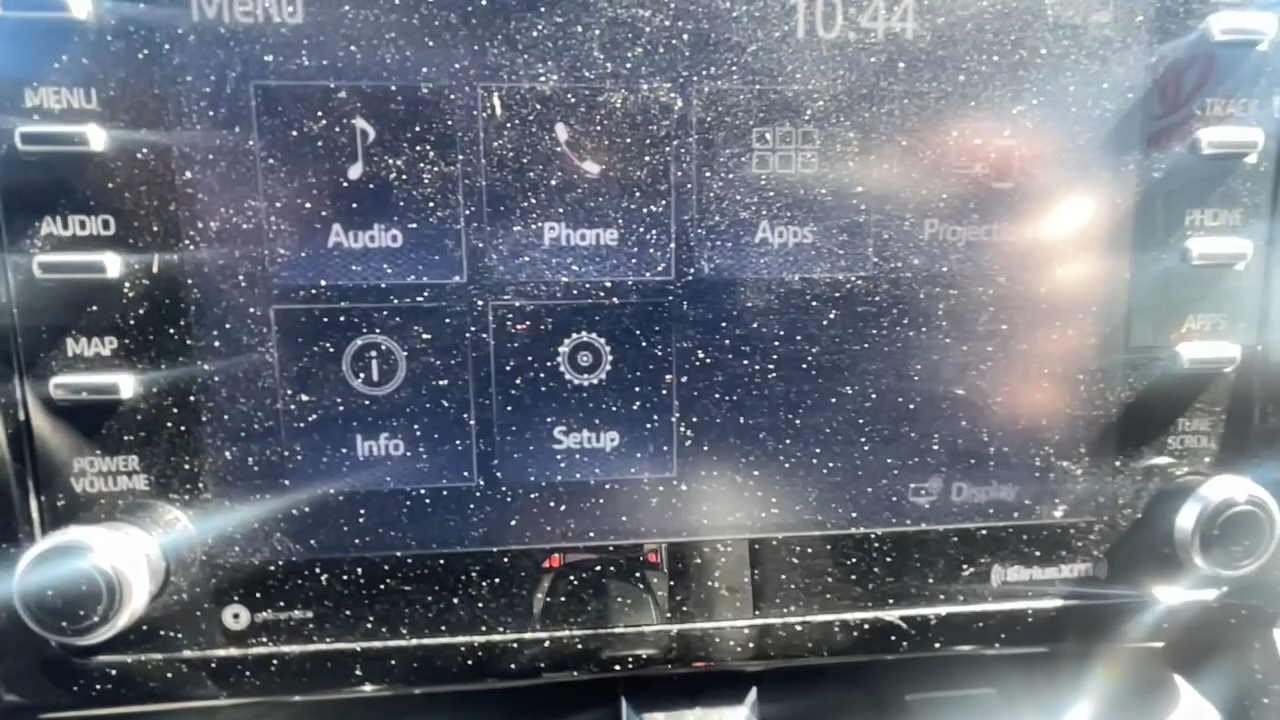 Menu 10:44
MENU
TRACK
Audio Phone Apps
AUDIO
PHONE
MAP
APPS
Info Setup
POWER
VOLUME
TUNE
SCROLL
Display
SiriusXM